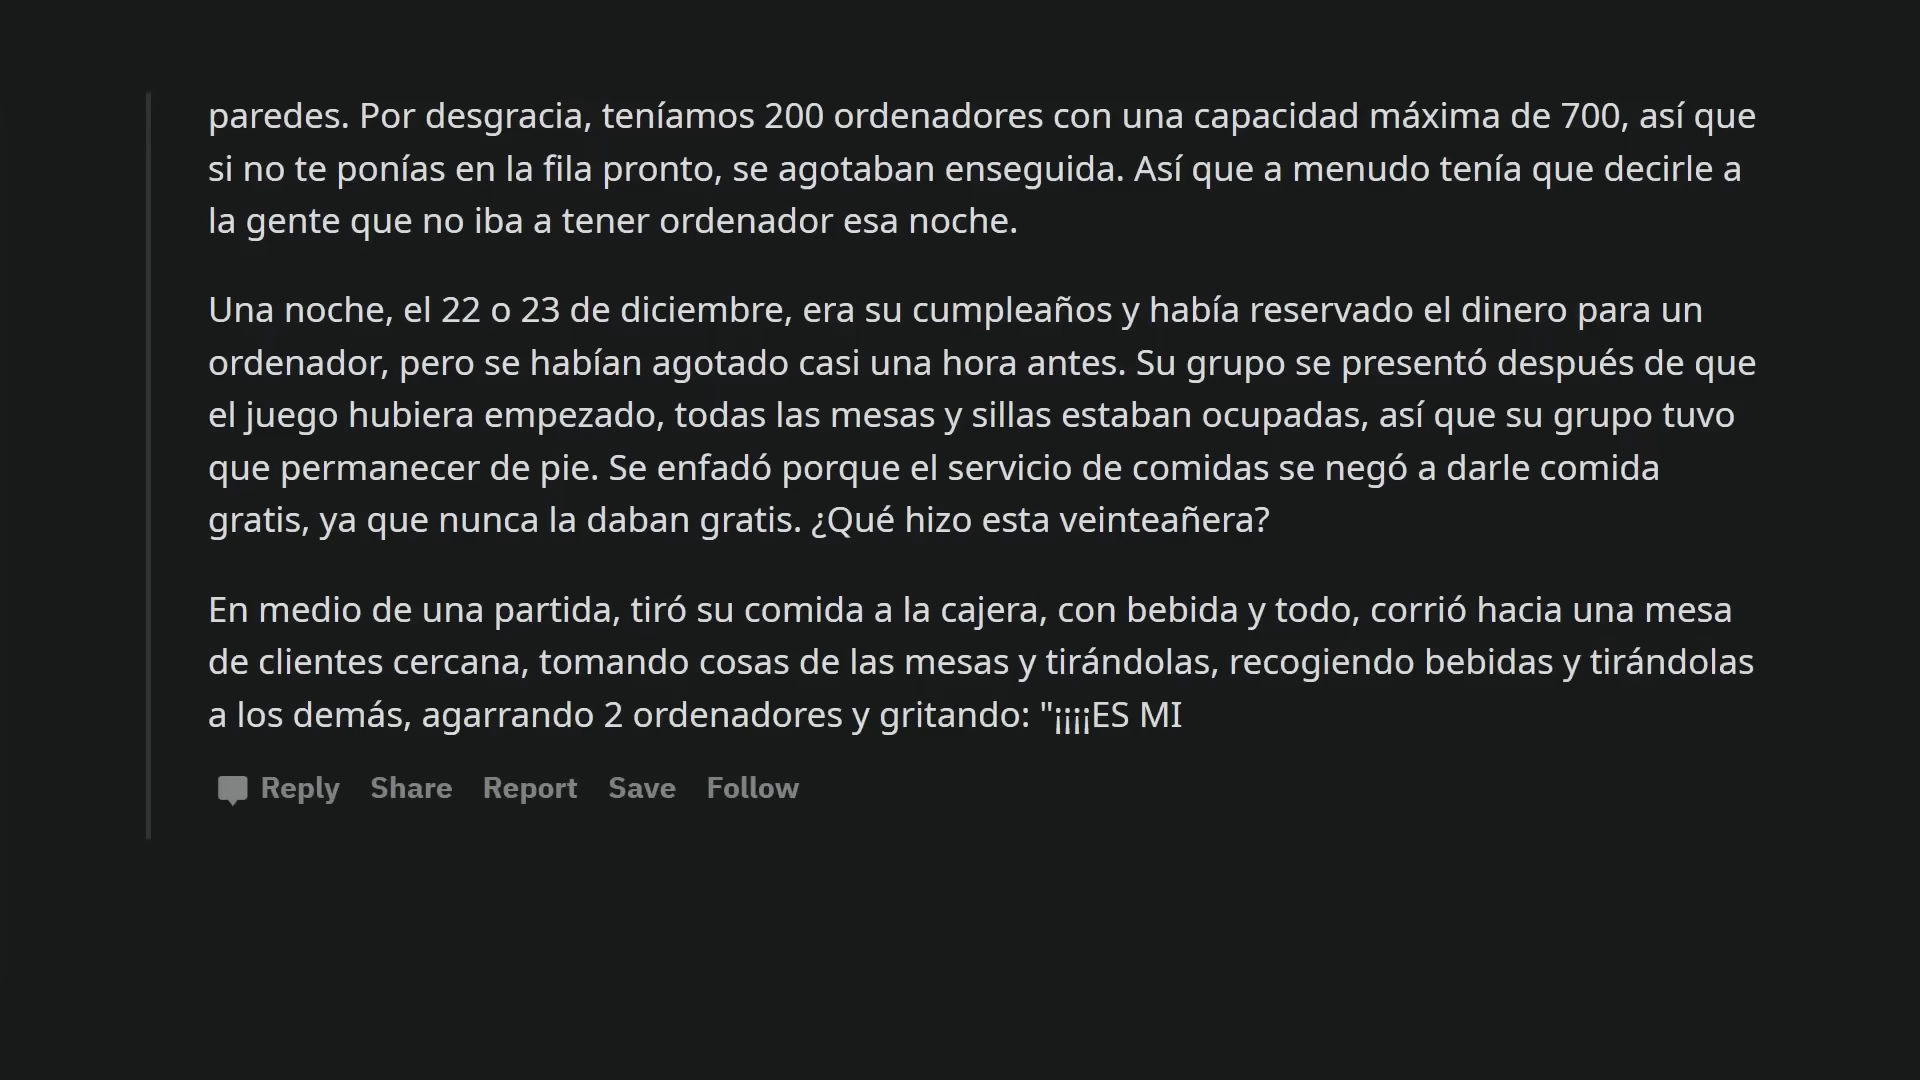 paredes. Por desgracia, teníamos 200 ordenadores con una capacidad máxima de 700, así que
si no te ponías en la fila pronto, se agotaban enseguida. Así que a menudo tenía que decirle a
la gente que no iba a tener ordenador esa noche.
Una noche, el 22 o 23 de diciembre, era su cumpleaños y había reservado el dinero para un
ordenador, pero se habían agotado casi una hora antes. Su grupo se presentó después de que
el juego hubiera empezado, todas las mesas y sillas estaban ocupadas, así que su grupo tuvo
que permanecer de pie. Se enfadó porque el servicio de comidas se negó a darle comida
gratis, ya que nunca la daban gratis. ¿Qué hizo esta veinteañera?
En medio de una partida, tiró su comida a la cajera, con bebida y todo, corrió hacia una mesa
de clientes cercana, tomando cosas de las mesas y tirándolas, recogiendo bebidas y tirándolas
a los demás, agarrando 2 ordenadores y gritando: "¡¡¡¡ES MI
Reply Share Report Save Follow